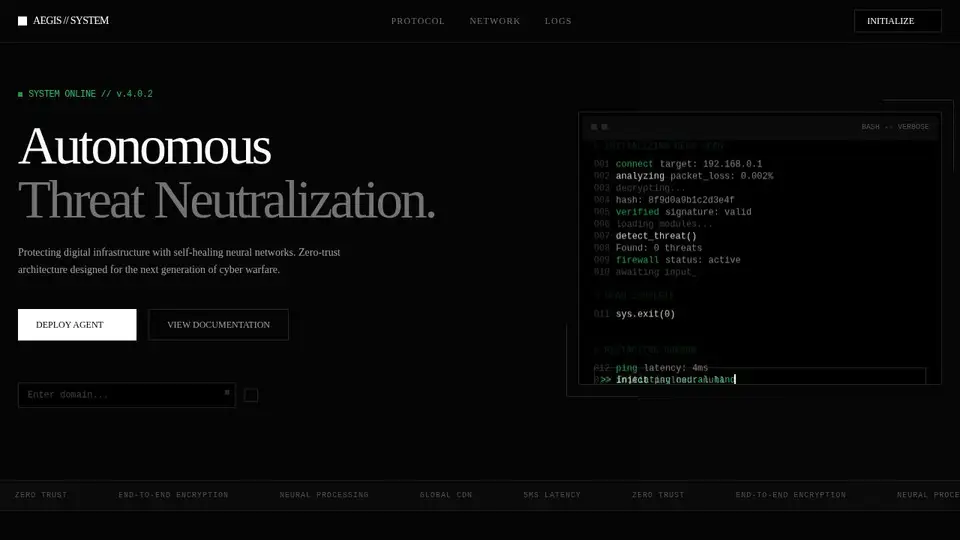 AEGIS // SYSTEM
PROTOCOL NETWORK LOGS
INITIALIZE
SYSTEM ONLINE // v.4.0.2
Autonomous
Threat Neutralization.
Protecting digital infrastructure with self-healing neural networks. Zero-trust
architecture designed for the next generation of cyber warfare.
DEPLOY AGENT
VIEW DOCUMENTATION
Enter domain...
BASH -- VERBOSE
001 connect target: 192.168.0.1
002 analyzing packet_loss: 0.002%
003 decrypting...
004 hash: 8f9d0a9b1c2d3e4f
005 verified signature: valid
006 loading modules...
007 detect_threat()
008 Found: 0 threats
009 firewall status: active
010 awaiting input_
011 sys.exit(0)
012 ping latency: 4ms
>>
ZERO TRUST END-TO-END ENCRYPTION NEURAL PROCESSING GLOBAL CDN 5MS LATENCY ZERO TRUST END-TO-END ENCRYPTION NEURAL PROCE